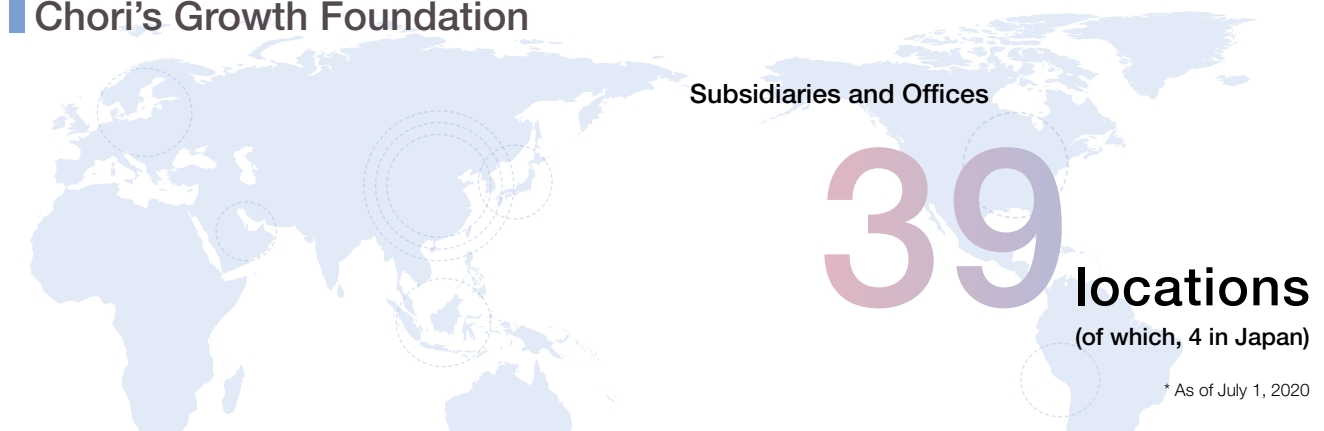 Chori’s Growth Foundation
Subsidiaries and Offices
39
locations
(of which, 4 in Japan)
* As of July 1, 2020